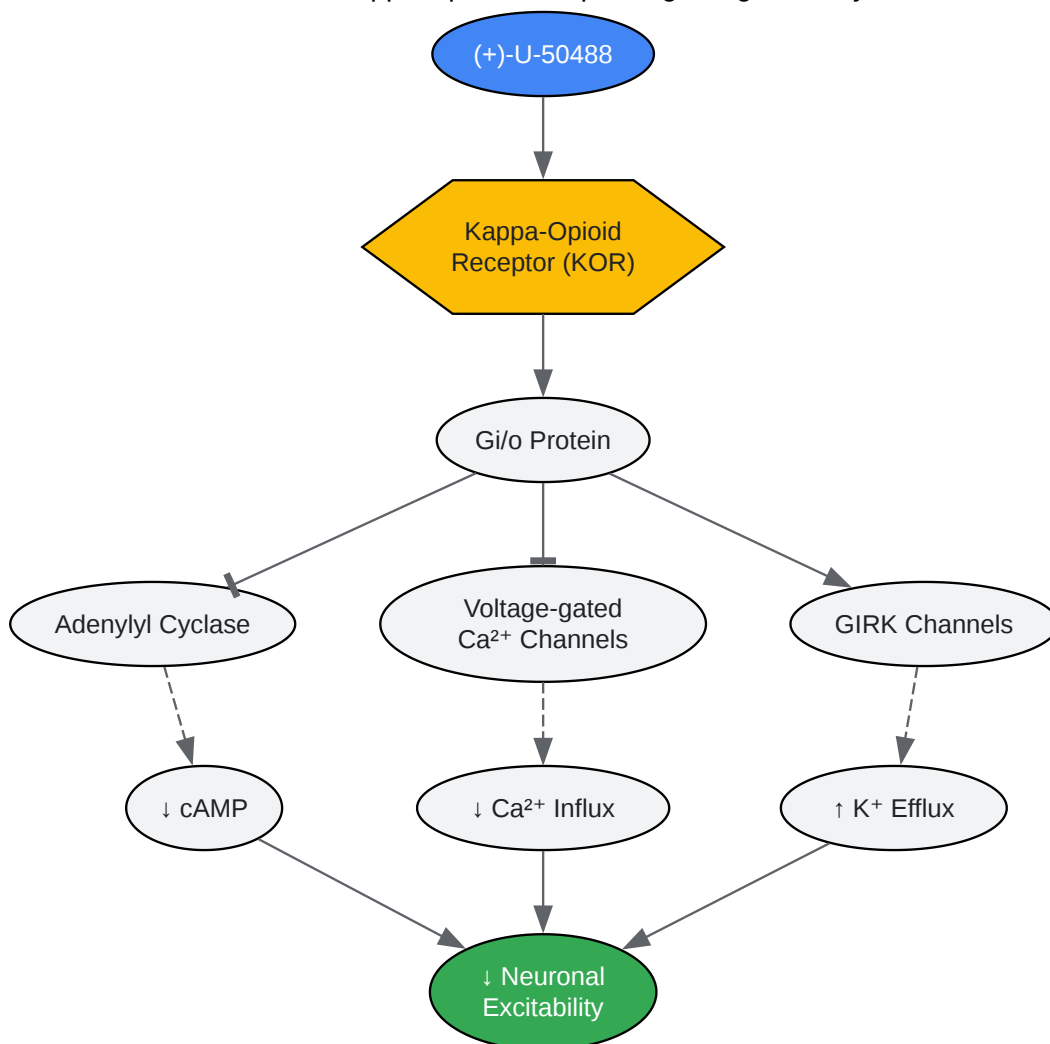 (+)-U-50488
Kappa-Opioid
Receptor (KOR)
Gi/o Protein
Adenylyl Cyclase
Voltage-gated
Ca²⁺ Channels
GIRK Channels
↓ cAMP
↓ Ca²⁺ Influx
↑ K⁺ Efflux
↓ Neuronal
Excitability